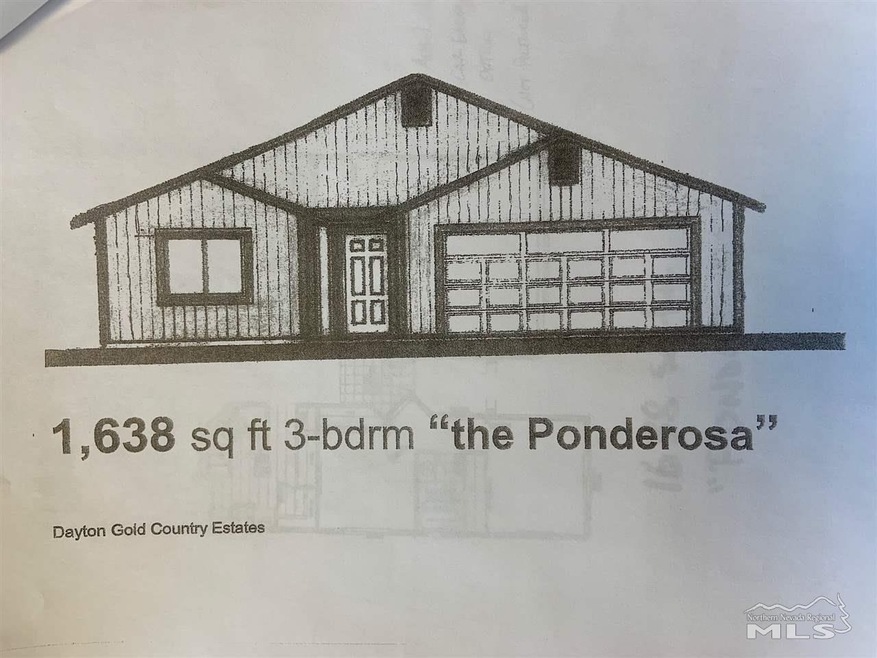 1,638 sq ft 3-bdrm “the Ponderosa”
Dayton Gold Country Estates
Northern Nevada Regional
MLS